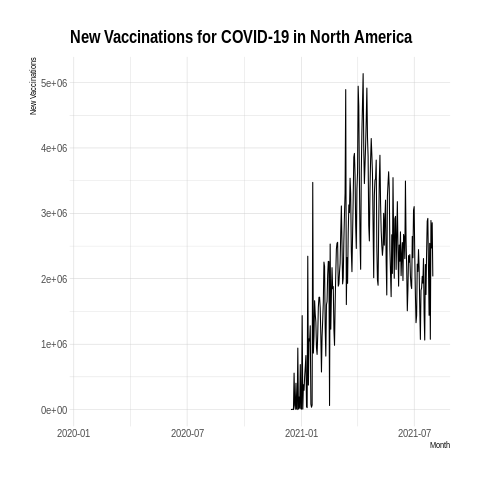 New Vaccinations for COVID-19 in North America
New Vaccinations
5e+06
4e+06
3e+06
2e+06
1e+06
0e+00
2020-01 2020-07 2021-01 2021-07
Month